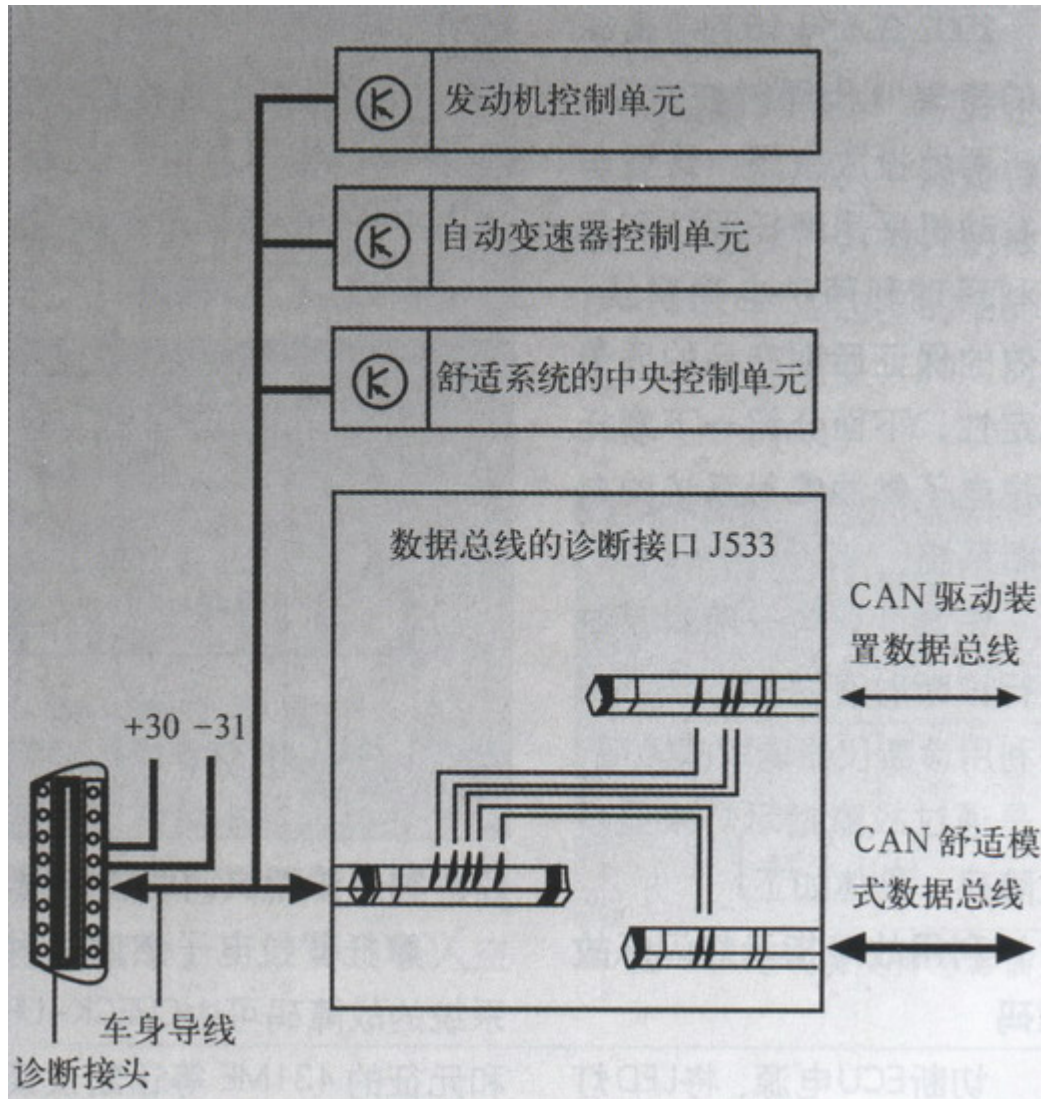 K 发动机控制单元
K 自动变速器控制单元
K 舒适系统的中央控制单元
数据总线的诊断接口 J533
CAN 驱动装
置数据总线
+30 -31
CAN 舒适模
式数据总线
车身导线
诊断接头